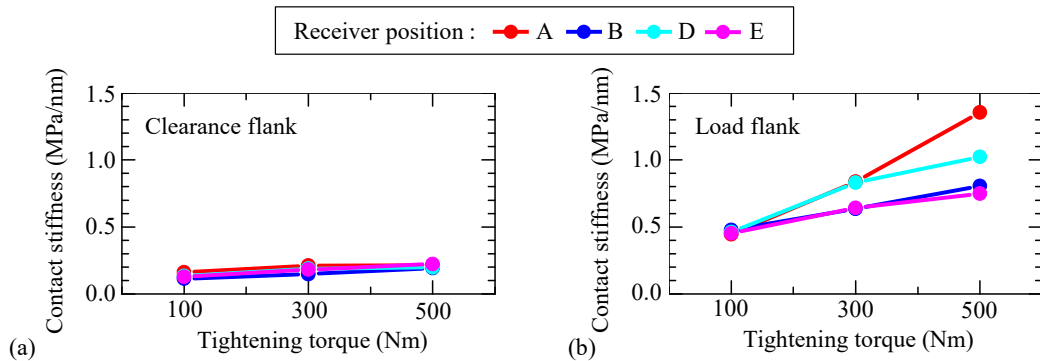 Receiver position : A B D E
1.5
1.0
0.5
0.0
Contact stiffness (MPa/nm)
Clearance flank
100 300 500
Tightening torque (Nm)
(a)
1.5
1.0
0.5
0.0
Contact stiffness (MPa/nm)
Load flank
100 300 500
Tightening torque (Nm)
(b)